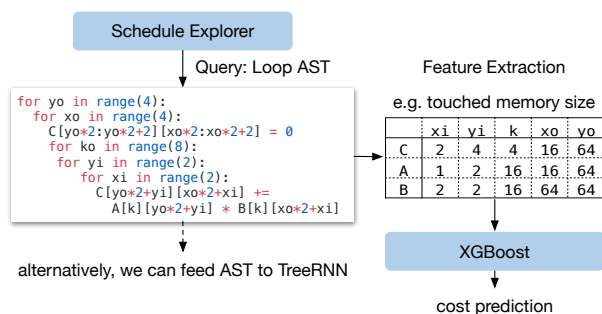 Schedule Explorer
Query: Loop AST
for yo in range(4):
  for xo in range(4):
    C[yo*2:yo*2+2][xo*2:xo*2+2] = 0
    for ko in range(8):
     for yi in range(2):
       for xi in range(2):
        C[yo*2+yi][xo*2+xi] +=
         A[k][yo*2+yi] * B[k][xo*2+xi]
alternatively, we can feed AST to TreeRNN
Feature Extraction
e.g. touched memory size
xi yi k xo yo
C 2 4 4 16 64
A 1 2 16 16 64
B 2 2 16 64 64
XGBoost
cost prediction